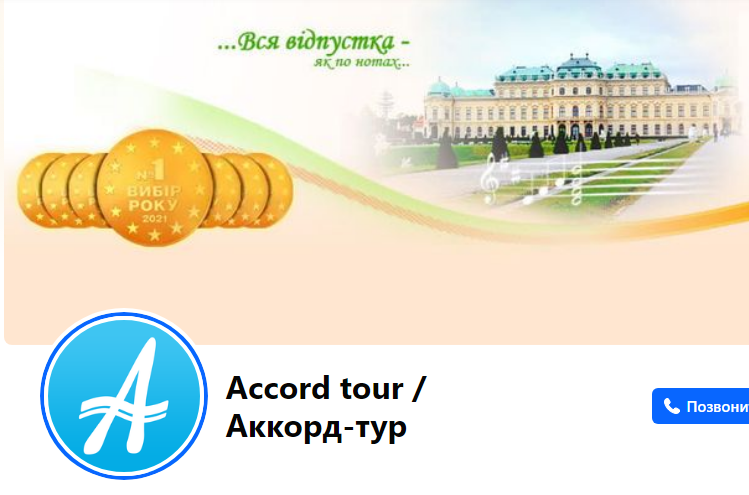 ...Вся відпустка -
як по нотах...
№1
ВИБІР
РОКУ
2021
Accord tour /
Аккорд-тур
Позвони